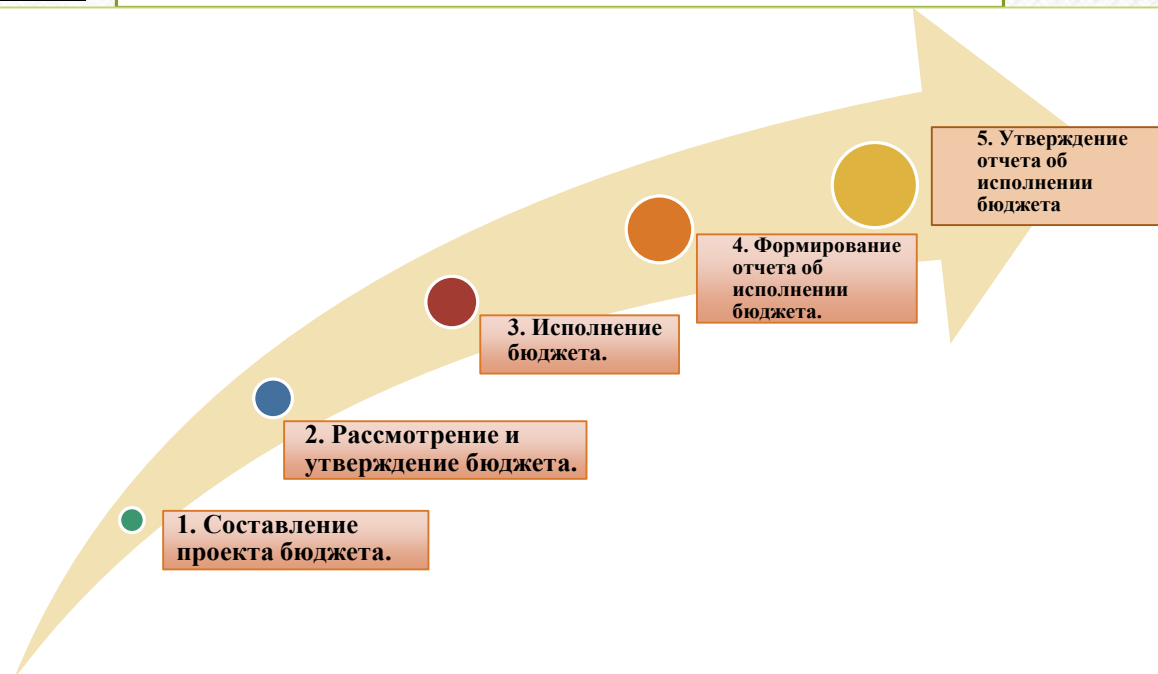 1. Составление
проекта бюджета.
2. Рассмотрение и
утверждение бюджета.
3. Исполнение
бюджета.
4. Формирование
отчета об
исполнении
бюджета.
5. Утверждение
отчета об
исполнении
бюджета